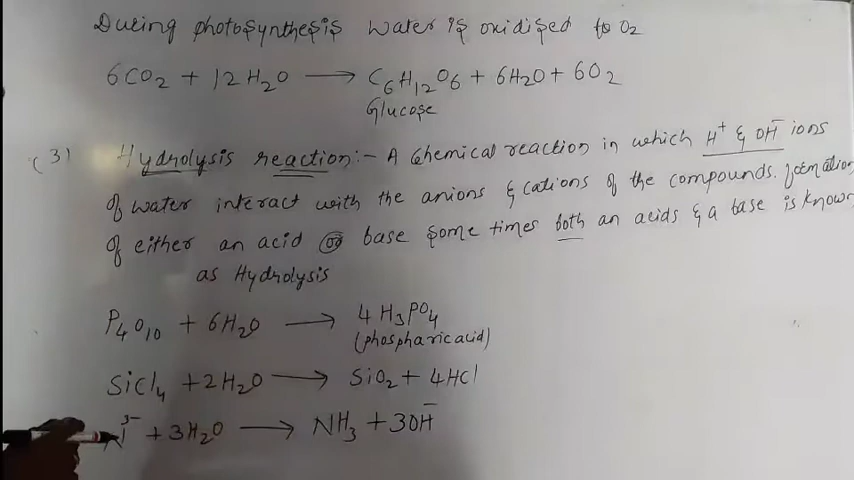 During photosynthesis water is oxidised to O2
6CO2 + 12H2O → C6H12O6 + 6H2O + 6O2
Glucose
(3) Hydrolysis reaction:- A Chemical reaction in which H+ & OH- ions
of water interact with the anions & cations of the compounds. formation
of either an acid or base some times both an acids & a base is known
as Hydrolysis
P4O10 + 6H2O → 4H3PO4
(phospharic acid)
SiCl4 + 2H2O → SiO2 + 4HCl
N3- + 3H2O → NH3 + 3OH-